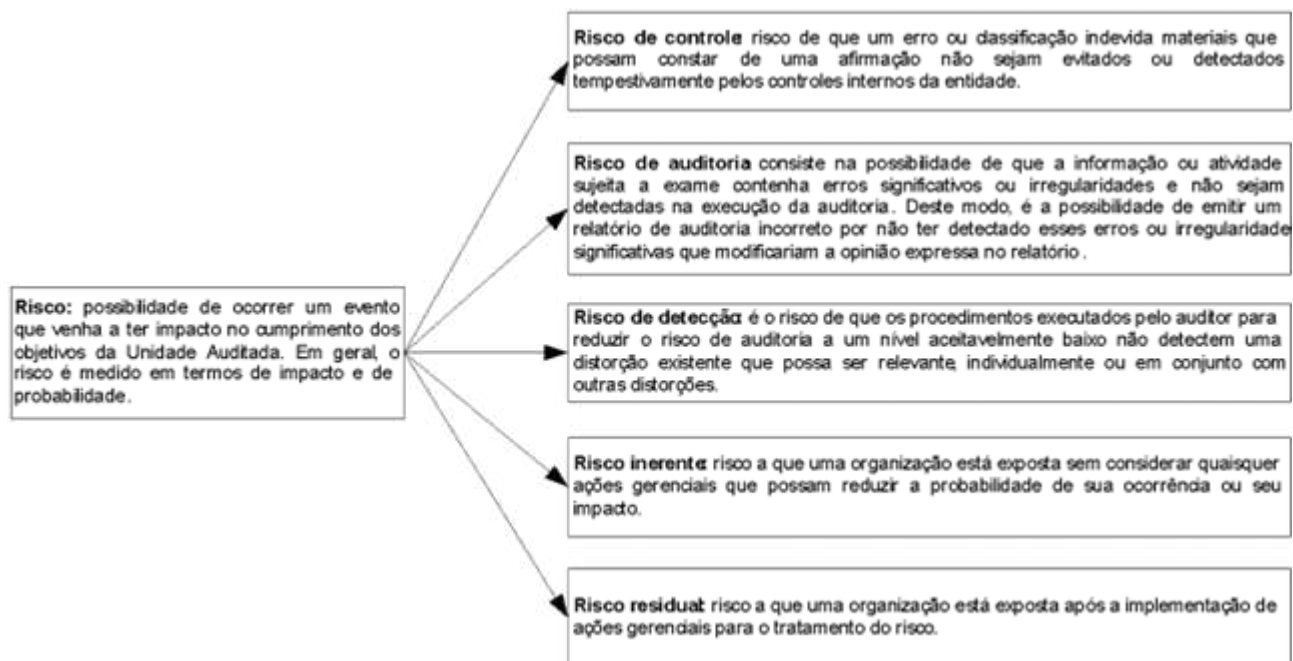 Risco: possibilidade de ocorrer um evento
que venha a ter impacto no cumprimento dos
objetivos da Unidade Auditada. Em geral, o
risco é medido em termos de impacto e de
probabilidade.
Risco de controle: risco de que um erro ou classificação indevida materiais que
possam constar de uma afirmação não sejam evitados ou detectados
tempestivamente pelos controles internos da entidade.
Risco de auditoria consiste na possibilidade de que a informação ou atividade
sujeita a exame contenha erros significativos ou irregularidades e não sejam
detectadas na execução da auditoria. Deste modo, é a possibilidade de emitir um
relatório de auditoria incorreto por não ter detectado esses erros ou irregularidade
significativas que modificariam a opinião expressa no relatório.
Risco de detecção: é o risco de que os procedimentos executados pelo auditor para
reduzir o risco de auditoria a um nível aceitavelmente baixo não detectem uma
distorção existente que possa ser relevante, individualmente ou em conjunto com
outras distorções.
Risco inerente: risco a que uma organização está exposta sem considerar quaisquer
ações gerenciais que possam reduzir a probabilidade de sua ocorrência ou seu
impacto.
Risco residual: risco a que uma organização está exposta após a implementação de
ações gerenciais para o tratamento do risco.